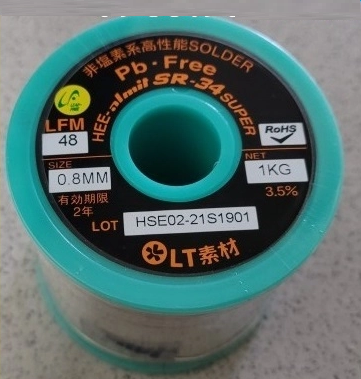 非塩素系高性能SOLDER
Pb・Free
HEE-almit SR-34 SUPER
LFM
48
RoHS
SIZE
0.8MM
NET
1KG
有効期限
2年
3.5%
LOT
HSE02-21S1901
LT素材